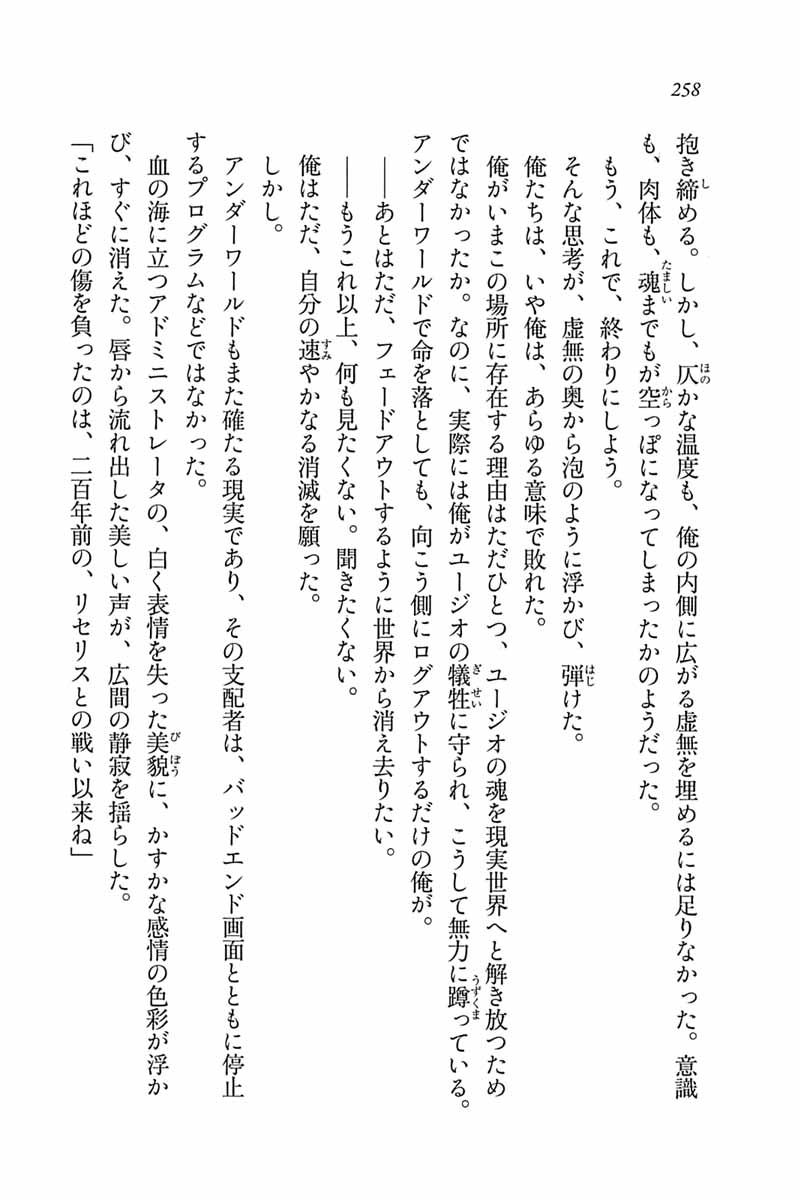 258
抱き締める。しかし、仄かな温度も、俺の内側に広がる虚無を埋めるには足りなかった。意識
も、肉体も、魂までもが空っぽになってしまったかのようだった。
もう、これで、終わりにしよう。
そんな思考が、虚無の奥から泡のように浮かび、弾けた。
俺たちは、いや俺は、あらゆる意味で敗れた。
俺がいまこの場所に存在する理由はただひとつ、ユージオの魂を現実世界へと解き放つため
ではなかったか。なのに、実際には俺がユージオの犠牲に守られ、こうして無力に蹲っている。
アンダーワールドで命を落としても、向こう側にログアウトするだけの俺が。
――あとはただ、フェードアウトするように世界から消え去りたい。
――もうこれ以上、何も見たくない。聞きたくない。
俺はただ、自分の速やかなる消滅を願った。
しかし。
アンダーワールドもまた確たる現実であり、その支配者は、バッドエンド画面とともに停止
するプログラムなどではなかった。
血の海に立つアドミニストレータの、白く表情を失った美貌に、かすかな感情の色彩が浮か
び、すぐに消えた。唇から流れ出した美しい声が、広間の静寂を揺らした。
「これほどの傷を負ったのは、二百年前の、リセリスとの戦い以来ね」